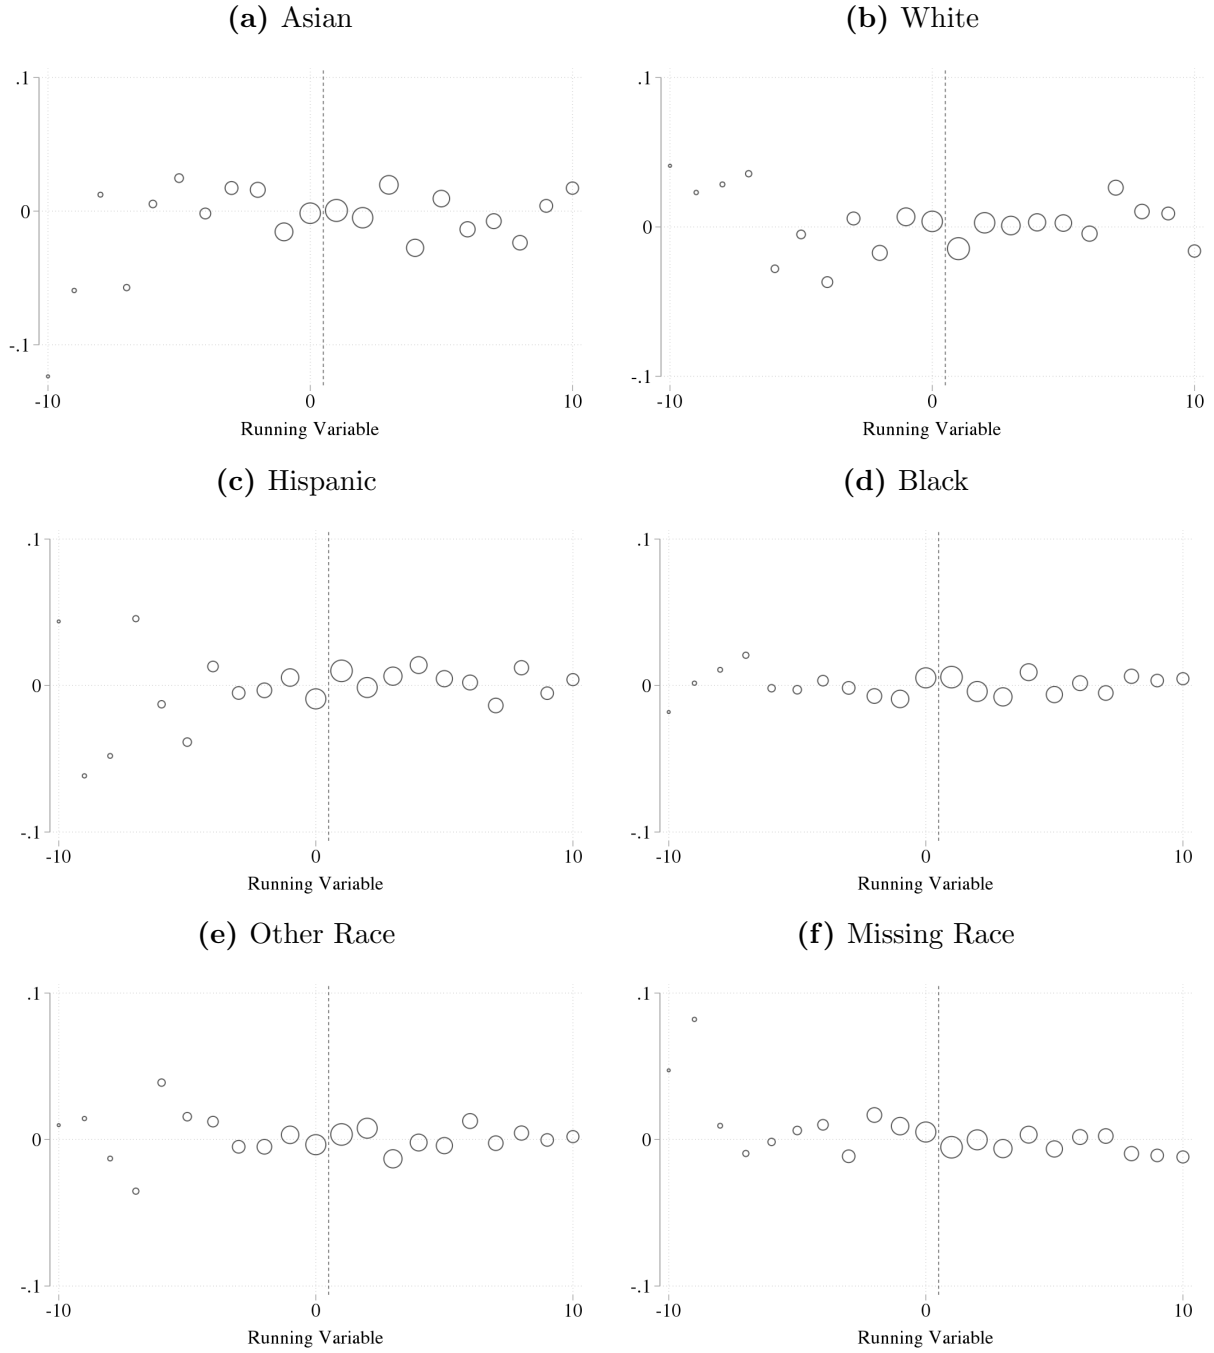 (a) Asian
(b) White
.1
0
-.1
-10 0 10
Running Variable
.1
0
-.1
-10 0 10
Running Variable
(c) Hispanic
(d) Black
.1
0
-.1
-10 0 10
Running Variable
.1
0
-.1
-10 0 10
Running Variable
(e) Other Race
(f) Missing Race
.1
0
-.1
-10 0 10
Running Variable
.1
0
-.1
-10 0 10
Running Variable